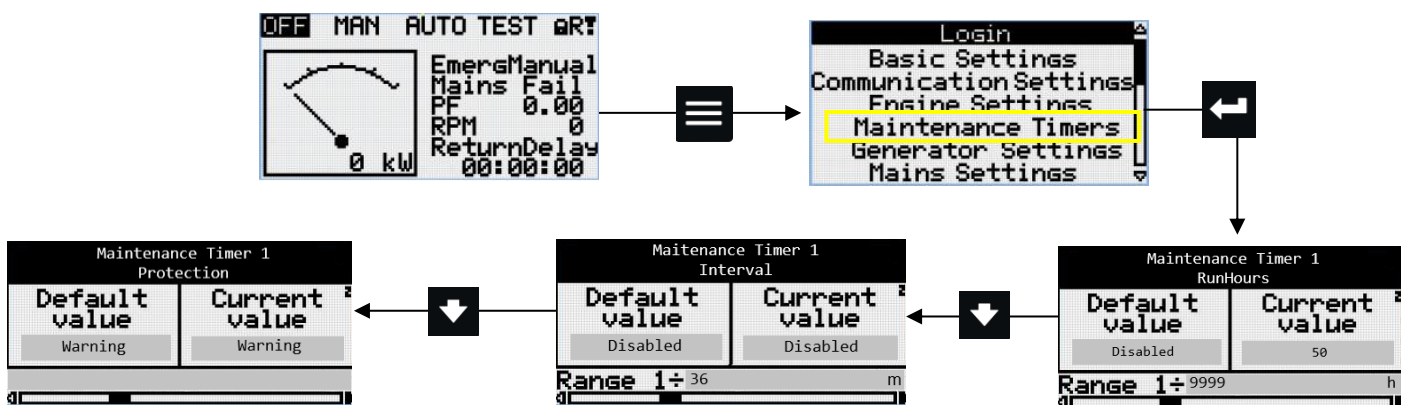 OFF MAN AUTO TEST R
EmergManual
Mains Fail
PF 0.00
RPM 0
ReturnDelay
00:00:00
0 kW
Login
Basic Settings
Communication Settings
Engine Settings
Maintenance Timers
Generator Settings
Mains Settings
Maintenance Timer 1
Protection
Default value
Current value
Warning
Warning
Maitenance Timer 1
Interval
Default value
Current value
Disabled
Disabled
Range 1÷ 36 m
Maintenance Timer 1
RunHours
Default value
Current value
Disabled
50
Range 1÷ 9999 h